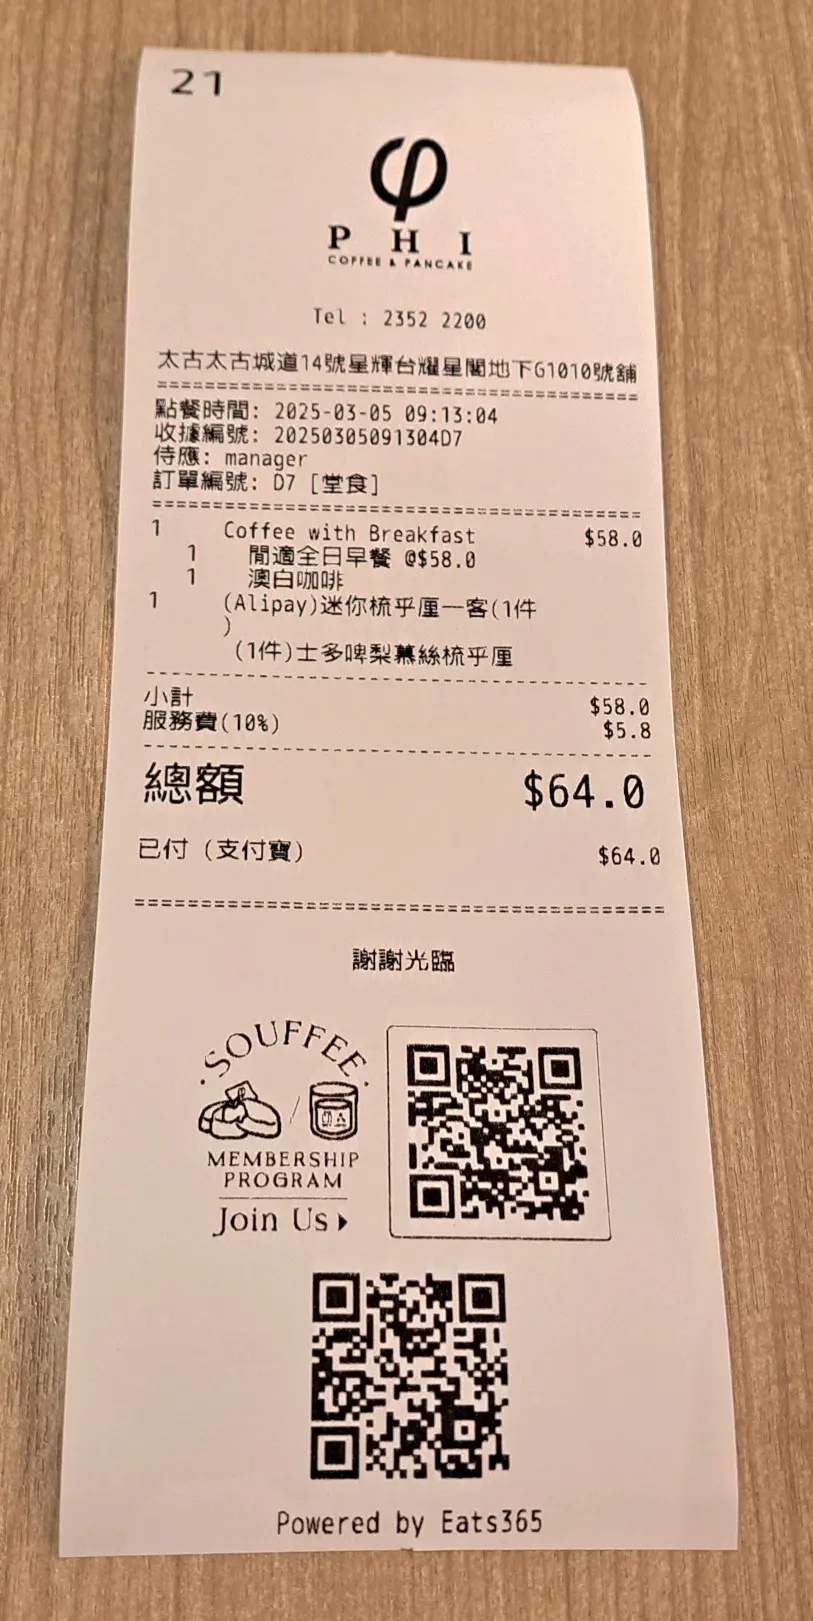 21
PHI
COFFEE & PANCAKE
Tel : 2352 2200
太古太古城道14號星輝台耀星閣地下G1010號舖
點餐時間: 2025-03-05 09:13:04
收據編號: 20250305091304D7
侍應: manager
訂單編號: D7 [堂食]
1 Coffee with Breakfast $58.0
1 閒適全日早餐 @$58.0
1 澳白咖啡
1 (Alipay)迷你梳乎厘一客(1件
)
(1件)士多啤梨慕絲梳乎厘
小計 $58.0
服務費(10%) $5.8
總額 $64.0
已付 (支付寶) $64.0
謝謝光臨
SOUFFEE
MEMBERSHIP
PROGRAM
Join Us
Powered by Eats365